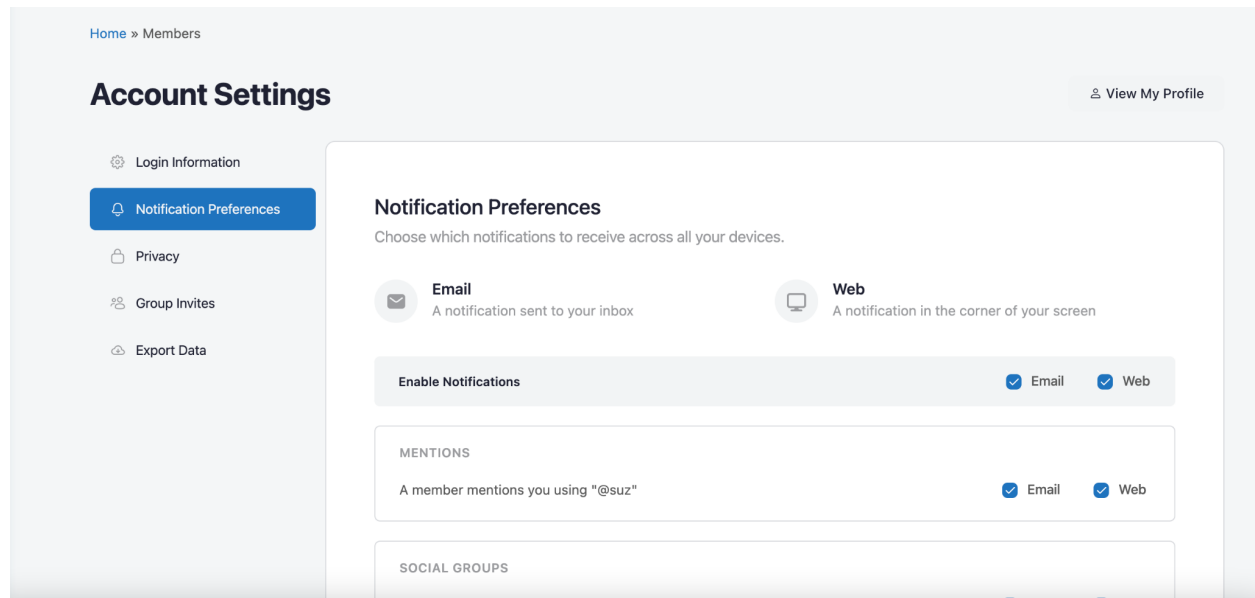 Home » Members
Account Settings
View My Profile
Login Information
Notification Preferences
Privacy
Group Invites
Export Data
Notification Preferences
Choose which notifications to receive across all your devices.
Email
A notification sent to your inbox
Web
A notification in the corner of your screen
Enable Notifications Email Web
MENTIONS
A member mentions you using "@suz" Email Web
SOCIAL GROUPS